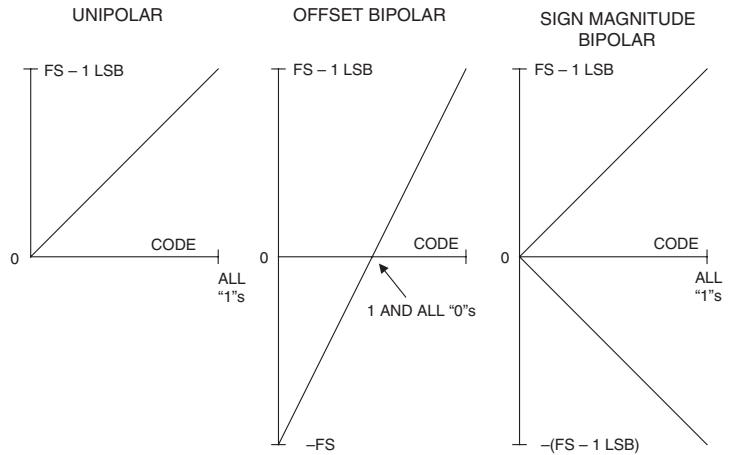 UNIPOLAR
FS – 1 LSB
0
CODE
ALL
“1”s
OFFSET BIPOLAR
FS – 1 LSB
0
CODE
1 AND ALL “0”s
–FS
SIGN MAGNITUDE
BIPOLAR
FS – 1 LSB
0
CODE
ALL
“1”s
–(FS – 1 LSB)